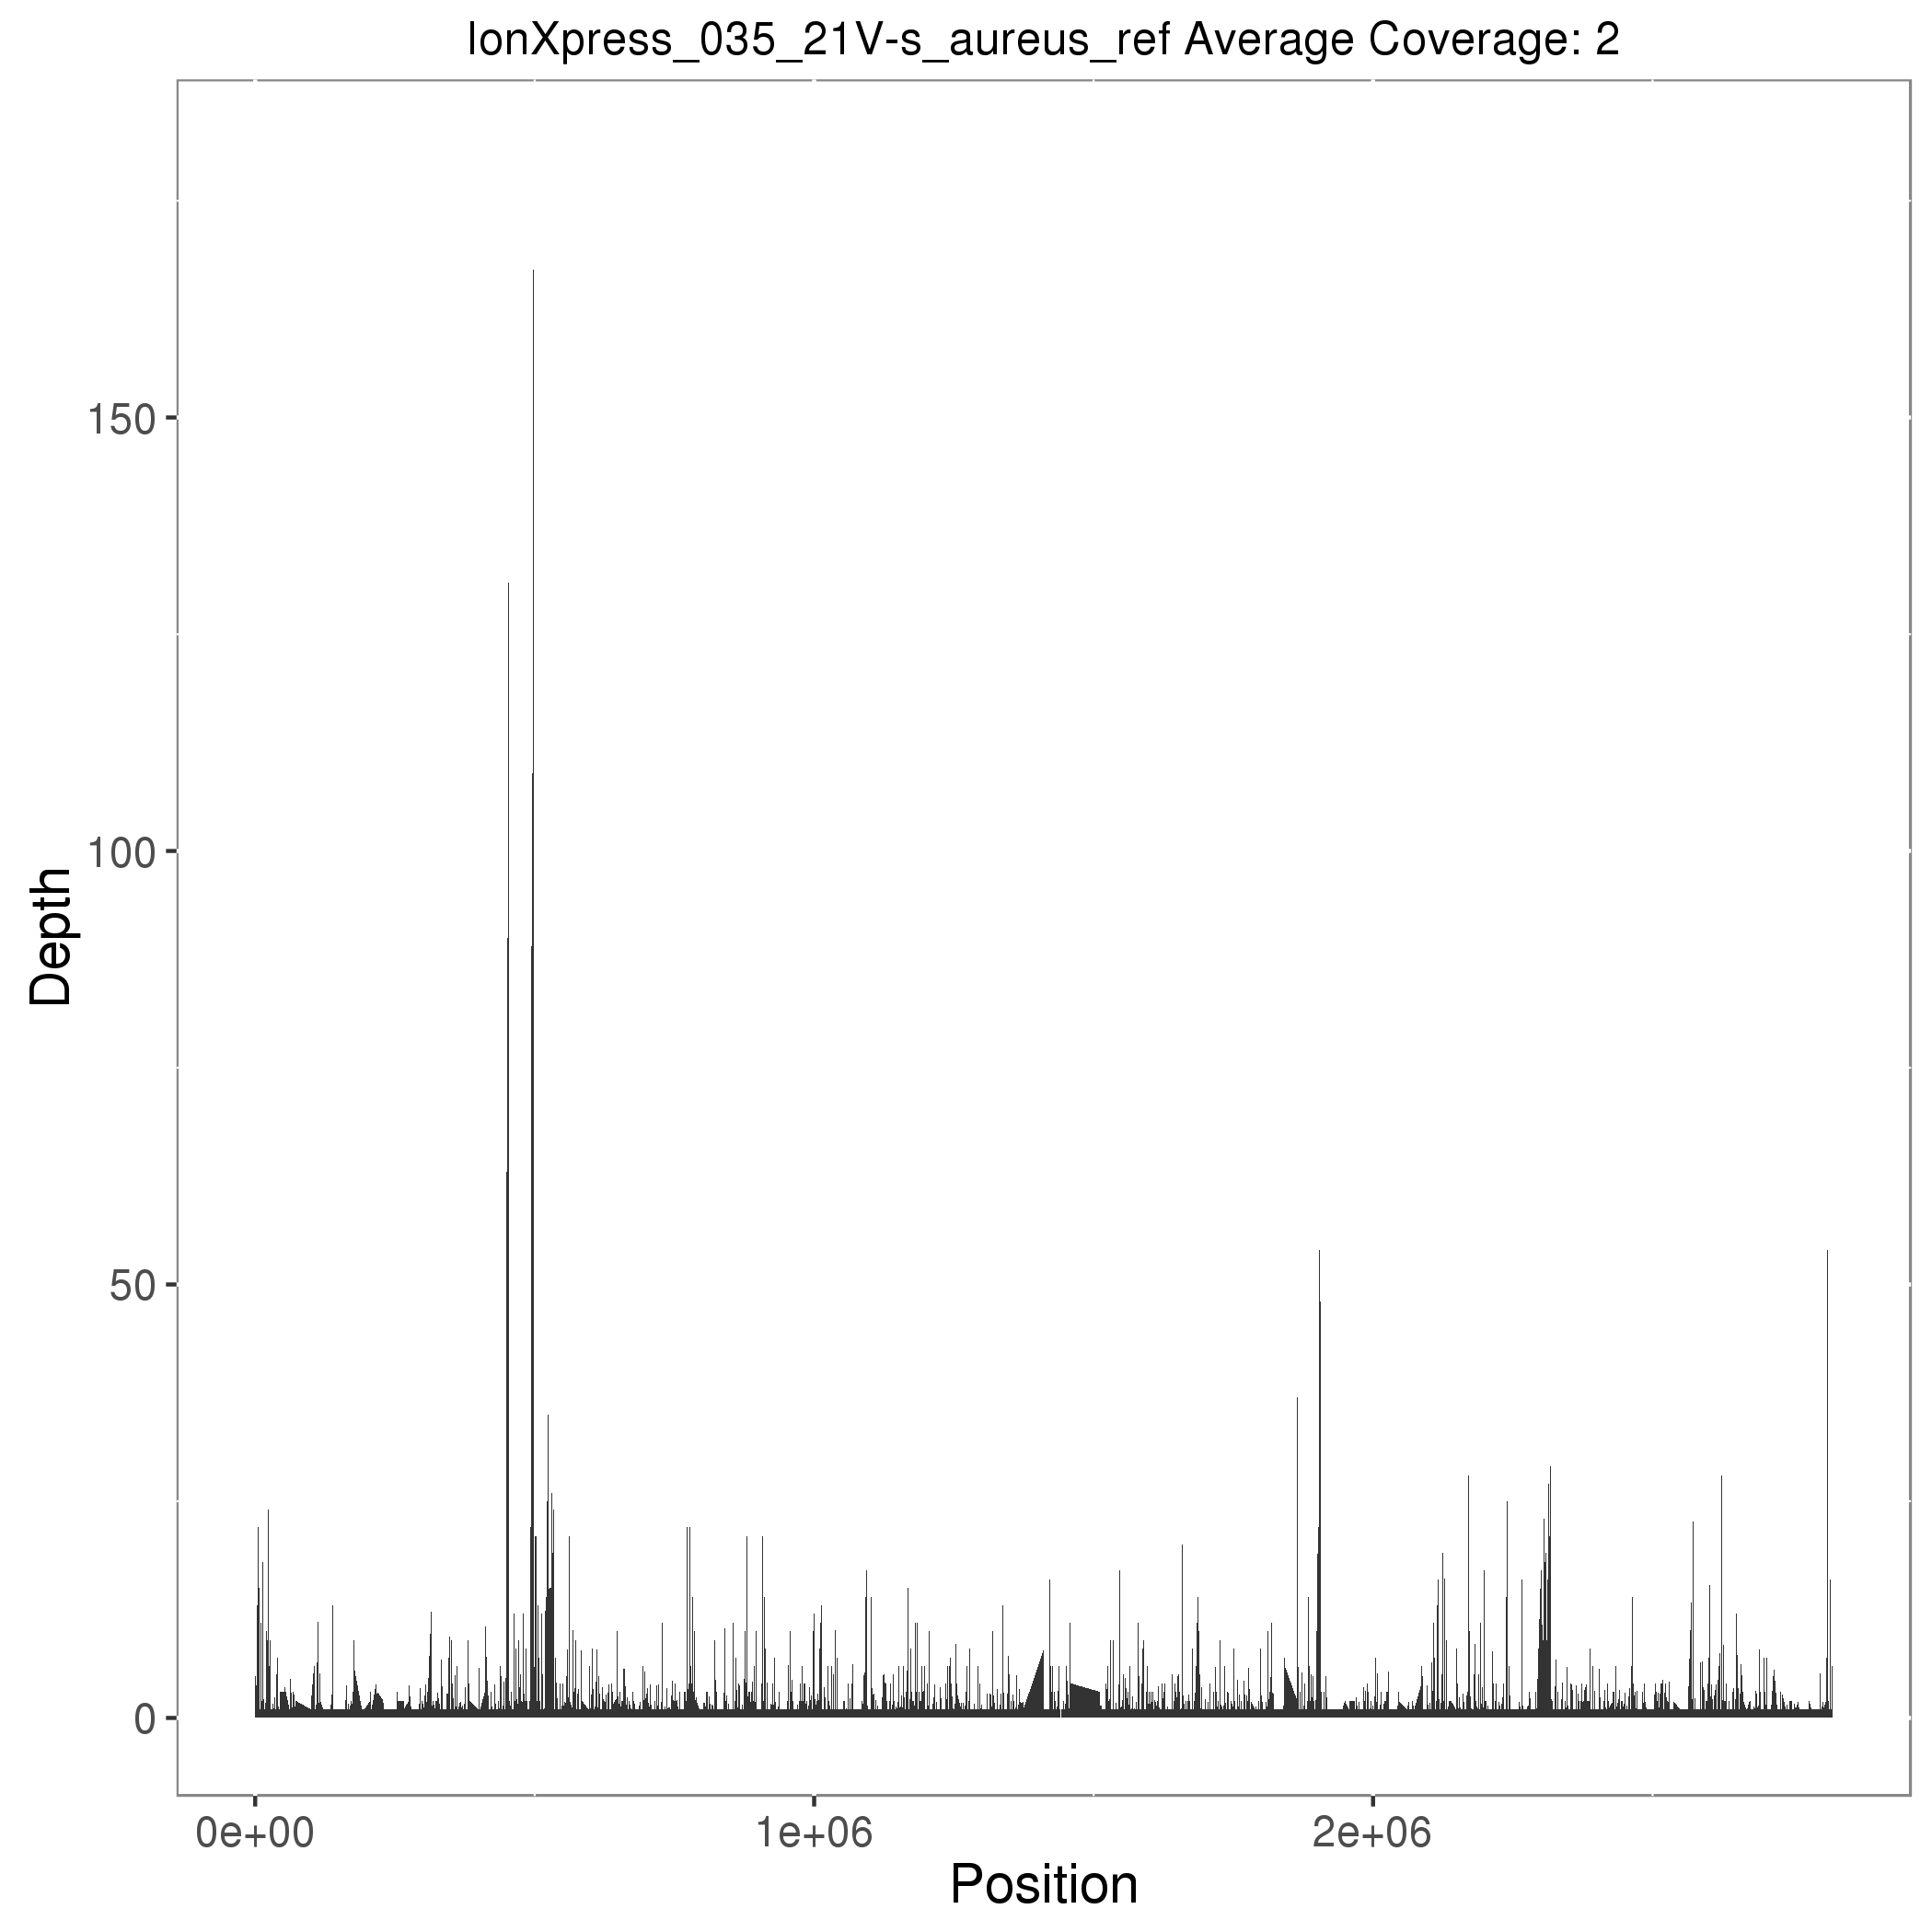 IonXpress_035_21V-s_aureus_ref Average Coverage: 2
150
100
50
0
Depth
0e+00 1e+06 2e+06
Position